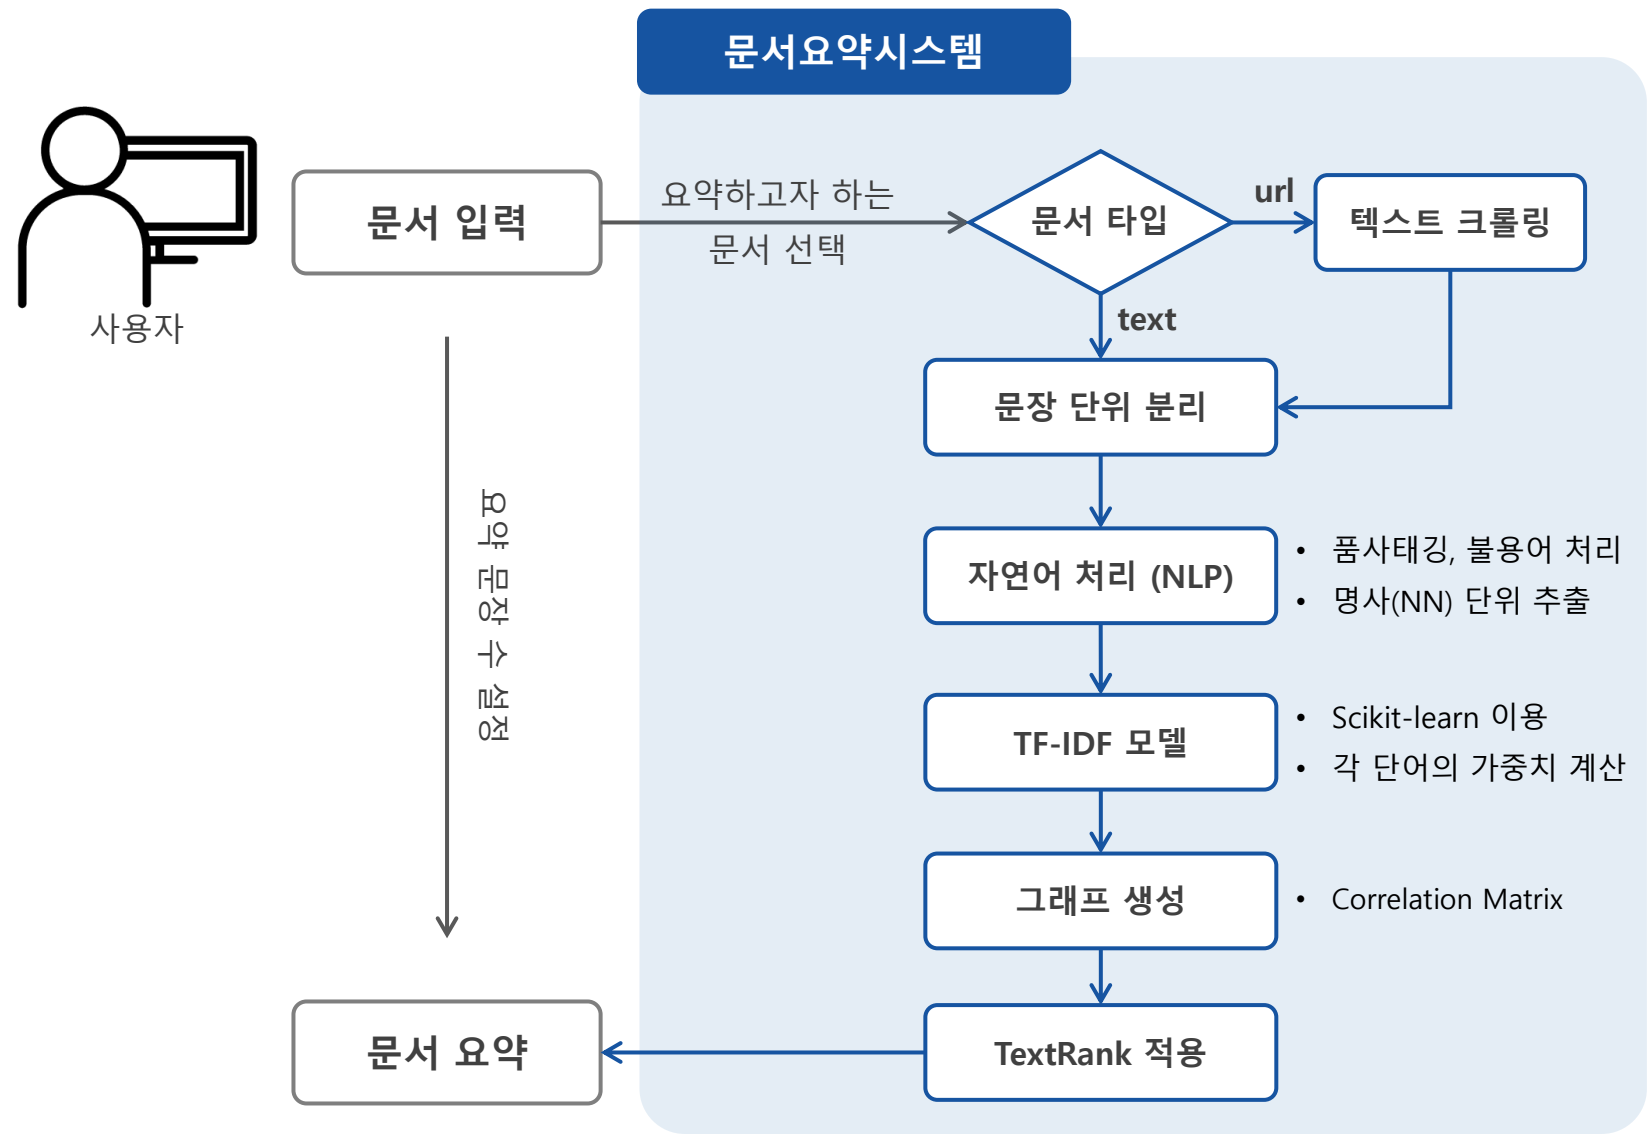 문서요약시스템
사용자
문서 입력
요약하고자 하는
문서 선택
문서 타입
url
텍스트 크롤링
text
문장 단위 분리
자연어 처리 (NLP)
• 품사태깅, 불용어 처리
• 명사(NN) 단위 추출
요약 문장 수 설정
TF-IDF 모델
• Scikit-learn 이용
• 각 단어의 가중치 계산
그래프 생성
• Correlation Matrix
TextRank 적용
문서 요약